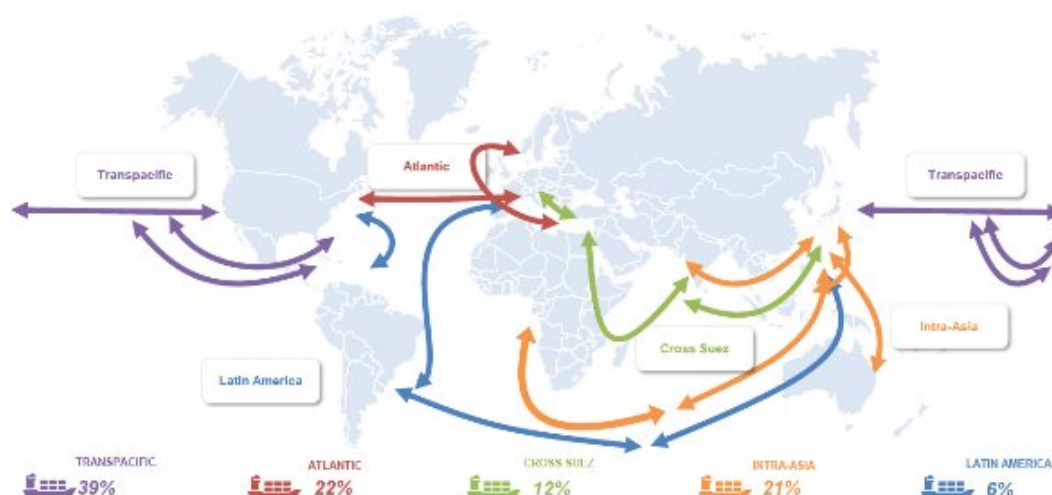 Transpacific
Atlantic
Transpacific
Intra-Asia
Cross Suez
Latin America
TRANSPACIFIC
39%
ATLANTIC
22%
CROSS SUEZ
12%
INTRA-ASIA
21%
LATIN AMERICA
6%